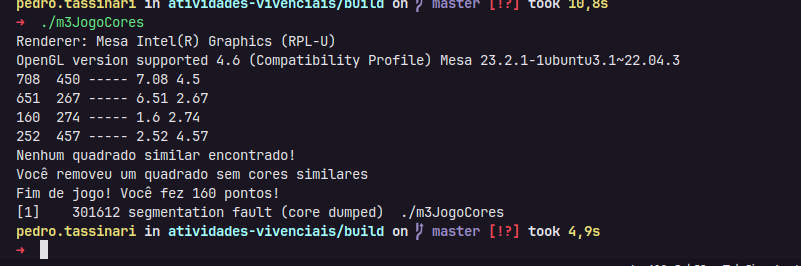 pedro.tassinari in atividades-vivenciais/build on master [!?] took 10,8s
→ ./m3JogoCores
Renderer: Mesa Intel(R) Graphics (RPL-U)
OpenGL version supported 4.6 (Compatibility Profile) Mesa 23.2.1-1ubuntu3.1~22.04.3
708  450 ----- 7.08 4.5
651  267 ----- 6.51 2.67
160  274 ----- 1.6 2.74
252  457 ----- 2.52 4.57
Nenhum quadrado similar encontrado!
Você removeu um quadrado sem cores similares
Fim de jogo! Você fez 160 pontos!
[1]    301612 segmentation fault (core dumped)  ./m3JogoCores
pedro.tassinari in atividades-vivenciais/build on master [!?] took 4,9s
→